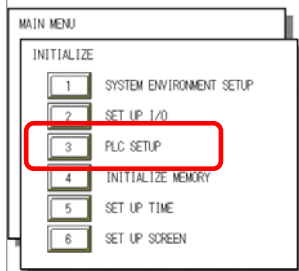 MAIN MENU
INITIALIZE
1 SYSTEM ENVIRONMENT SETUP
2 SET UP I/O
3 PLC SETUP
4 INITIALIZE MEMORY
5 SET UP TIME
6 SET UP SCREEN